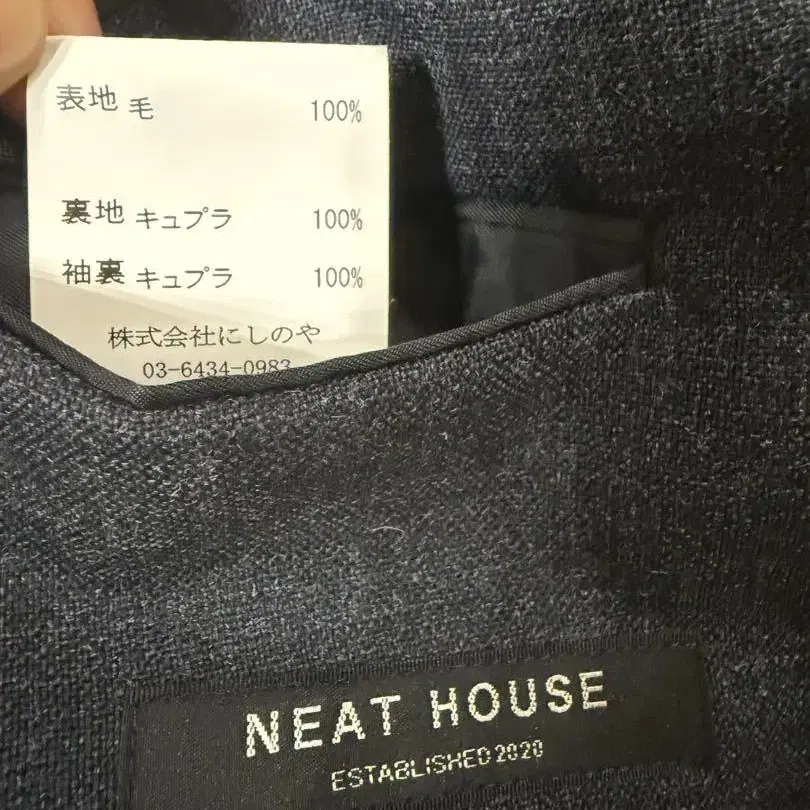 表地 毛 100%
裏地 キュプラ 100%
袖裏 キュプラ 100%
株式会社にしのや
03-6434-0983
NEAT HOUSE
ESTABLISHED 2020